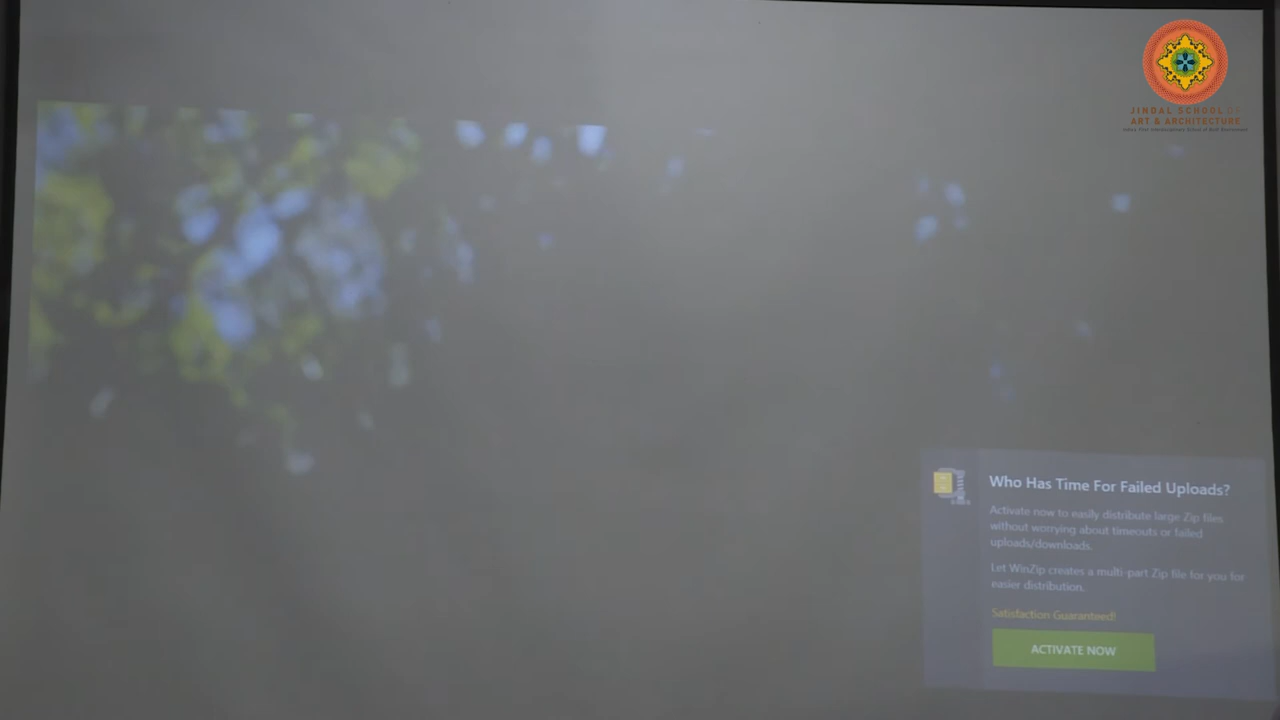 JINDAL SCHOOL OF
ART & ARCHITECTURE
Who Has Time For Failed Uploads?
Activate now to easily distribute large Zip files
without worrying about timeouts or failed
uploads/downloads.
Let WinZip creates a multi-part Zip file for you for
easier distribution.
Satisfaction Guaranteed!
ACTIVATE NOW